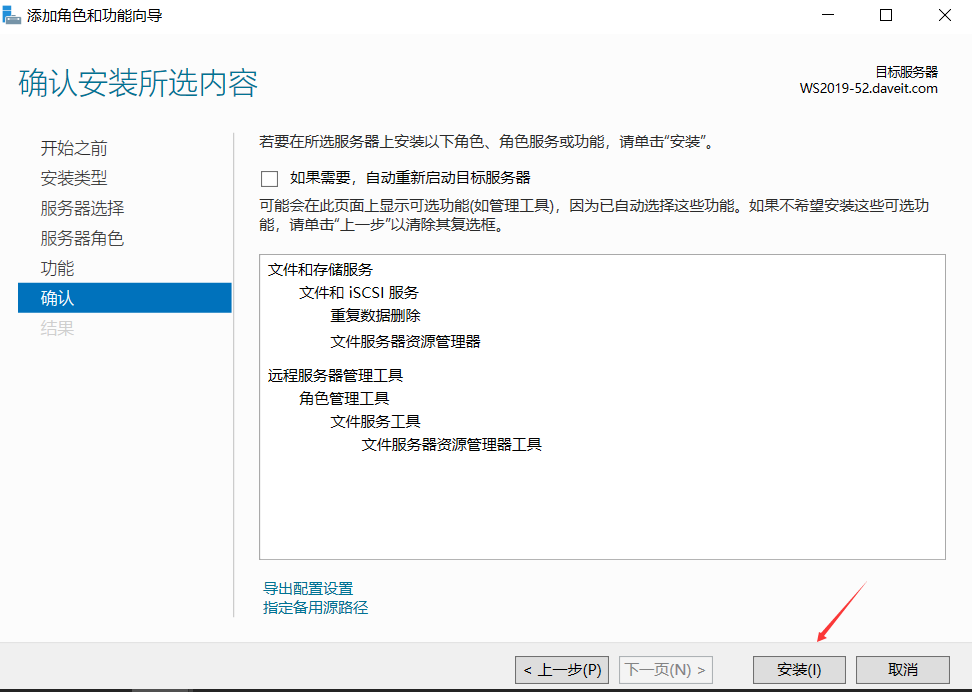 添加角色和功能向导
确认安装所选内容
目标服务器
WS2019-52.daveit.com
开始之前
安装类型
服务器选择
服务器角色
功能
确认
结果
若要在所选服务器上安装以下角色、角色服务或功能，请单击“安装”。
如果需要，自动重新启动目标服务器
可能会在此页面上显示可选功能(如管理工具)，因为已自动选择这些功能。如果不希望安装这些可选功
能，请单击“上一步”以清除其复选框。
文件和存储服务
文件和 iSCSI 服务
重复数据删除
文件服务器资源管理器
远程服务器管理工具
角色管理工具
文件服务工具
文件服务器资源管理器工具
导出配置设置
指定备用源路径
< 上一步(P)
下一页(N) >
安装(I)
取消